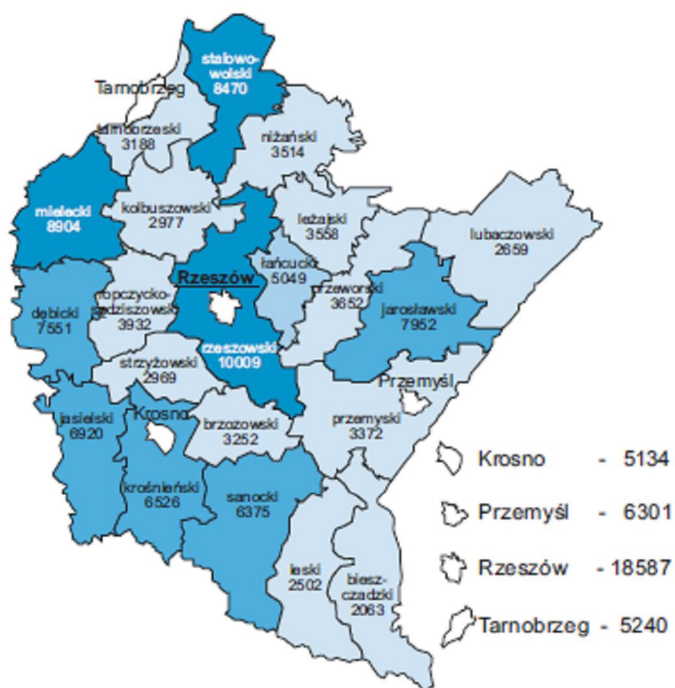 stalowo-
wolski
8470
Tarnobrzeg
tarnobrzeski
3188
niżański
3514
mielecki
8904
kolbuszowski
2977
leżajski
3558
lubaczowski
2659
łańcucki
5049
Rzeszów
przeworski
3652
jarosławski
7952
dębicki
7551
ropczycko-
sędziszowski
3932
rzeszowski
10009
strzyżowski
2969
Przemyśl
jasielski
6920
Krosno
brzozowski
3252
przemyski
3372
krośnieński
6526
sanocki
6375
leski
2502
biesz-
czadzki
2063
Krosno - 5134
Przemyśl - 6301
Rzeszów - 18587
Tarnobrzeg - 5240